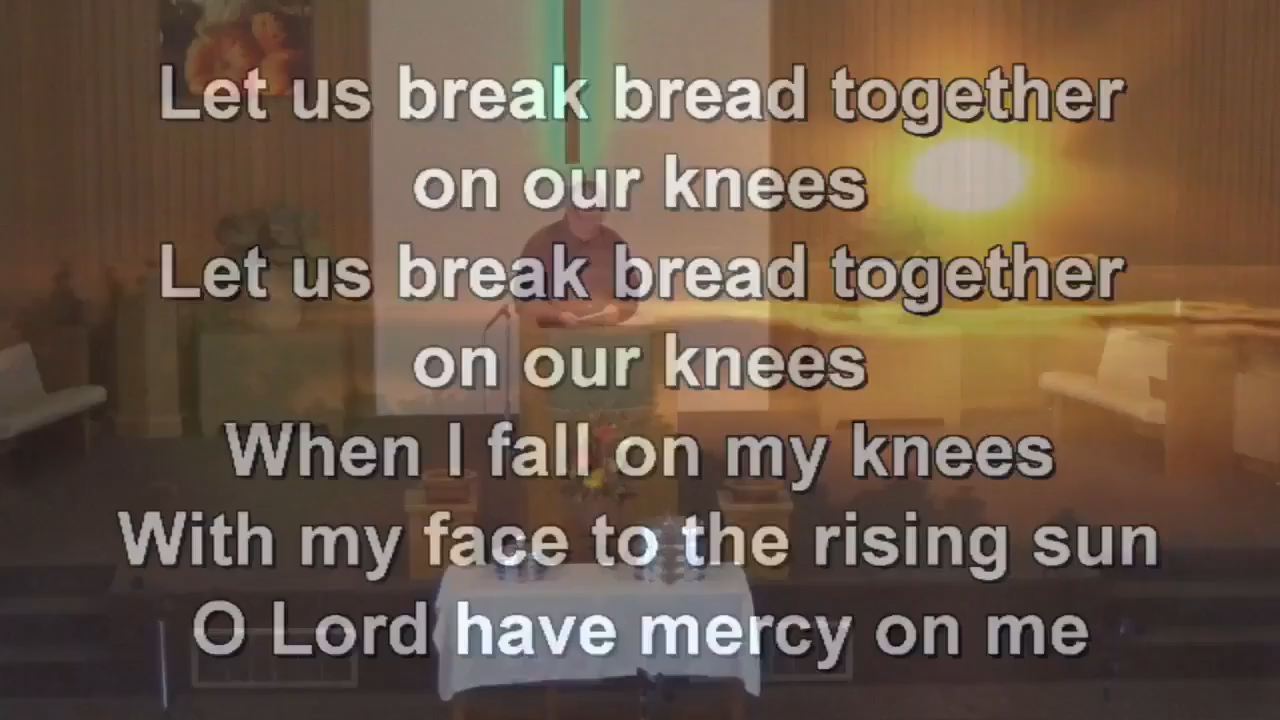 Let us break bread together
on our knees
Let us break bread together
on our knees
When I fall on my knees
With my face to the rising sun
O Lord have mercy on me